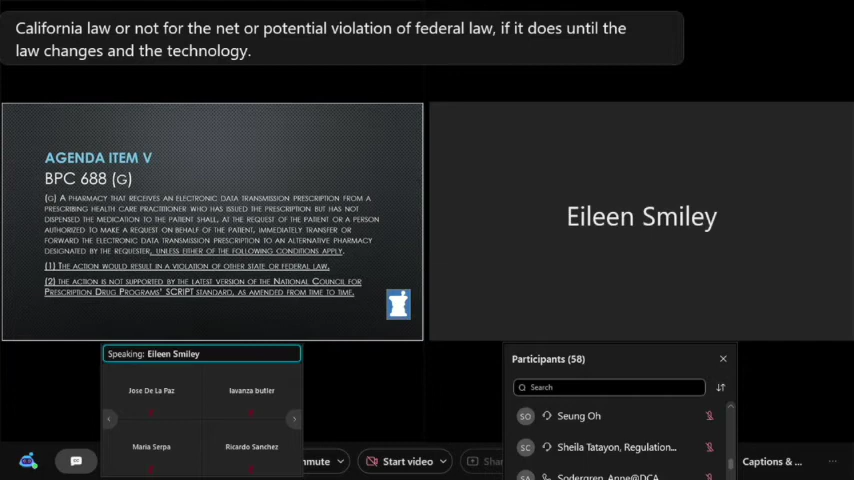 California law or not for the net or potential violation of federal law, if it does until the
law changes and the technology.
AGENDA ITEM V
BPC 688 (G)
(G) A PHARMACY THAT RECEIVES AN ELECTRONIC DATA TRANSMISSION PRESCRIPTION FROM A
PRESCRIBING HEALTH CARE PRACTITIONER WHO HAS ISSUED THE PRESCRIPTION BUT HAS NOT
DISPENSED THE MEDICATION TO THE PATIENT SHALL, AT THE REQUEST OF THE PATIENT OR A PERSON
AUTHORIZED TO MAKE A REQUEST ON BEHALF OF THE PATIENT, IMMEDIATELY TRANSFER OR
FORWARD THE ELECTRONIC DATA TRANSMISSION PRESCRIPTION TO AN ALTERNATIVE PHARMACY
DESIGNATED BY THE REQUESTER, UNLESS EITHER OF THE FOLLOWING CONDITIONS APPLY.
(1) THE ACTION WOULD RESULT IN A VIOLATION OF OTHER STATE OR FEDERAL LAW.
(2) THE ACTION IS NOT SUPPORTED BY THE LATEST VERSION OF THE NATIONAL COUNCIL FOR
PRESCRIPTION DRUG PROGRAMS' SCRIPT STANDARD, AS AMENDED FROM TIME TO TIME.
Eileen Smiley
Speaking: Eileen Smiley
Jose De La Paz
lavanza butler
Maria Serpa
Ricardo Sanchez
Participants (58)
Search
SO Seung Oh
SC Sheila Tatayon, Regulation...
SA Sodergren, Anne@DCA
mute
Start video
Shar
Captions & ...